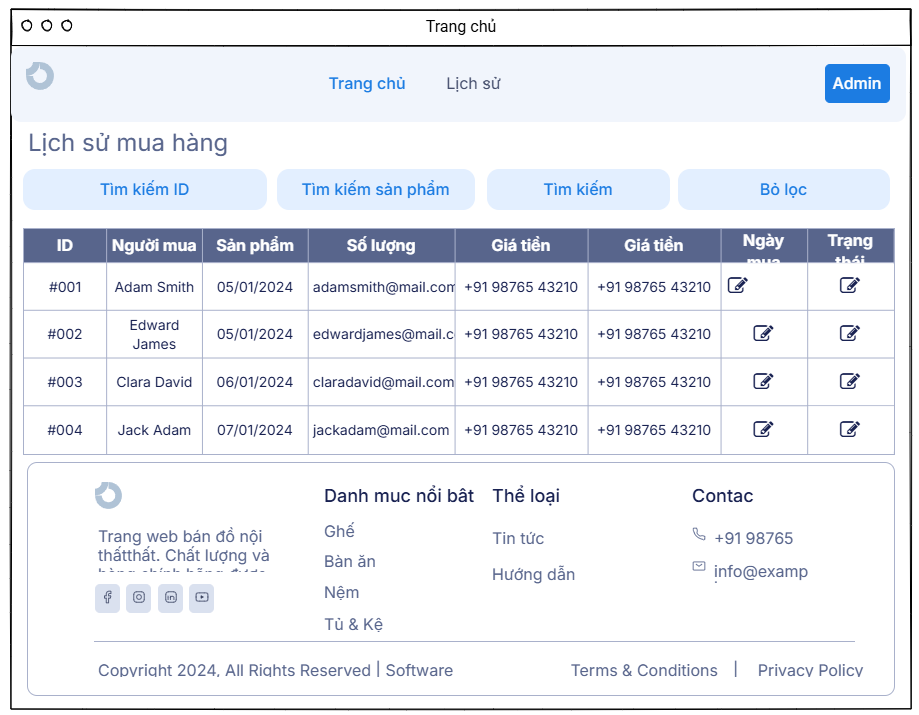 Trang chủ
Trang chủ Lịch sử Admin
Lịch sử mua hàng
Tìm kiếm ID Tìm kiếm sản phẩm Tìm kiếm Bỏ lọc
ID Người mua Sản phẩm Số lượng Giá tiền Giá tiền Ngày mua Trạng thái
#001 Adam Smith 05/01/2024 adamsmith@mail.com +91 98765 43210 +91 98765 43210
#002 Edward James 05/01/2024 edwardjames@mail.c +91 98765 43210 +91 98765 43210
#003 Clara David 06/01/2024 claradavid@mail.com +91 98765 43210 +91 98765 43210
#004 Jack Adam 07/01/2024 jackadam@mail.com +91 98765 43210 +91 98765 43210
Trang web bán đồ nội
thấtthất. Chất lượng và
hàng chính hãng được
Danh muc nổi bât
Ghế
Bàn ăn
Nệm
Tủ & Kệ
Thể loại
Tin tức
Hướng dẫn
Contac
+91 98765
info@examp
Copyright 2024, All Rights Reserved | Software
Terms & Conditions | Privacy Policy